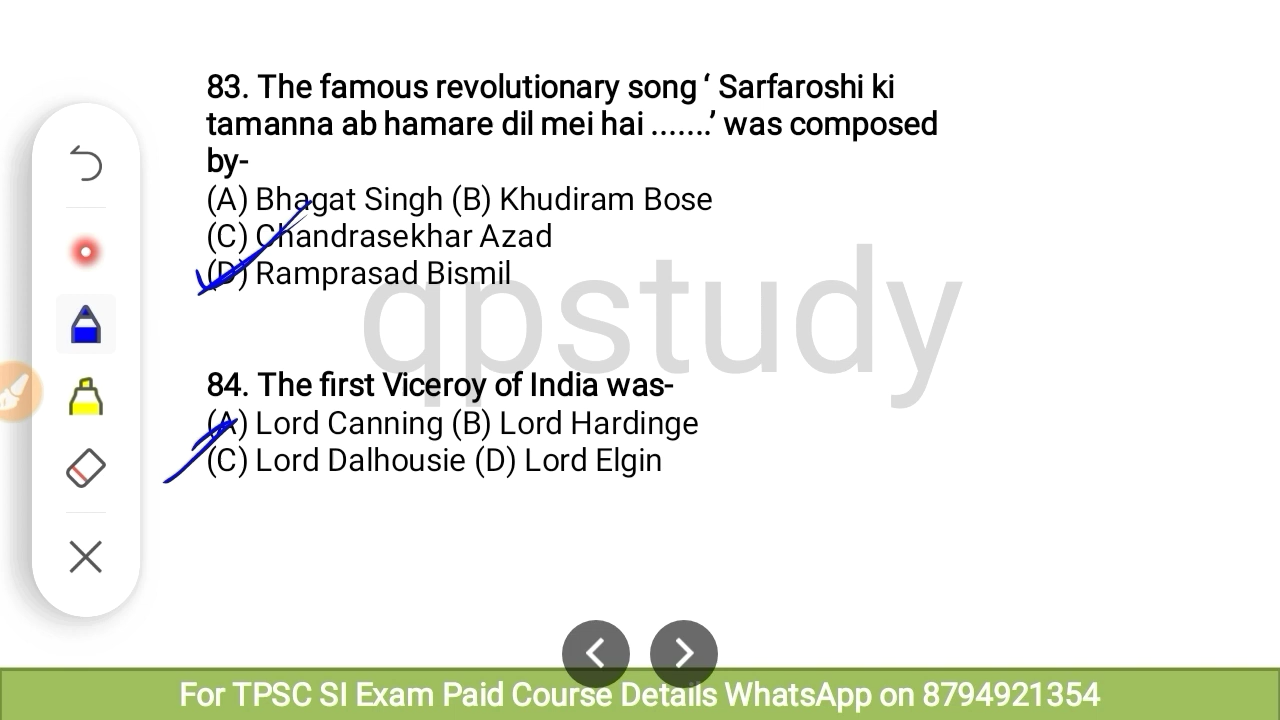 83. The famous revolutionary song ‘ Sarfaroshi ki
tamanna ab hamare dil mei hai .......’ was composed
by-
(A) Bhagat Singh (B) Khudiram Bose
(C) Chandrasekhar Azad
(D) Ramprasad Bismil
qpstudy
84. The first Viceroy of India was-
(A) Lord Canning (B) Lord Hardinge
(C) Lord Dalhousie (D) Lord Elgin
For TPSC SI Exam Paid Course Details WhatsApp on 8794921354